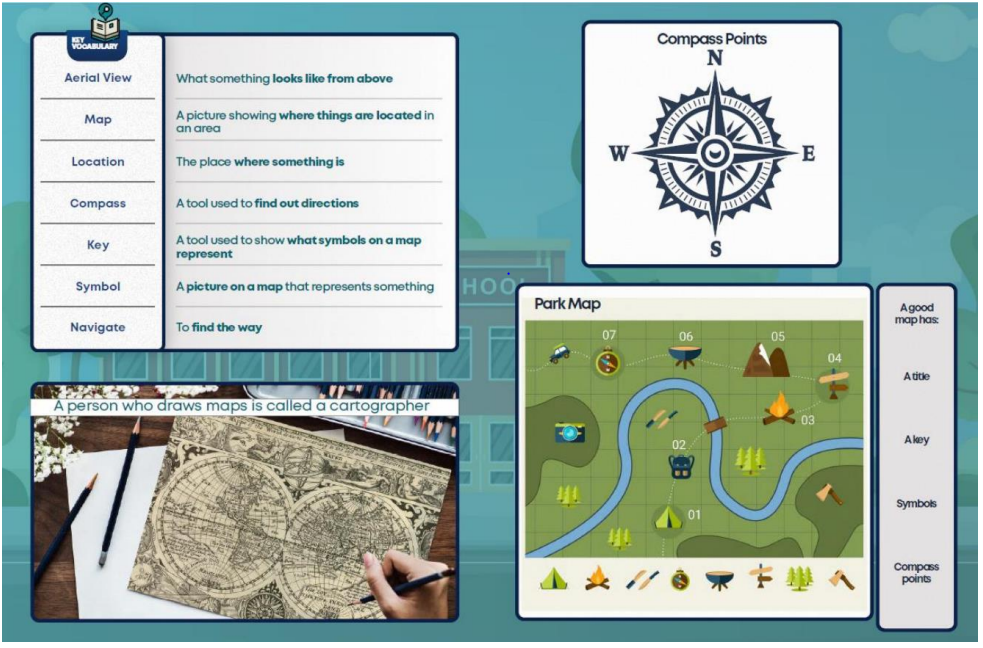 KEY
VOCABULARY
Aerial View
What something looks like from above
Map
A picture showing where things are located in
an area
Location
The place where something is
Compass
A tool used to find out directions
Key
A tool used to show what symbols on a map
represent
Symbol
A picture on a map that represents something
Navigate
To find the way
A person who draws maps is called a cartographer
Compass Points
N
W
E
S
HOOL
Park Map
07
06
05
04
03
02
01
A good
map has:
A title
A key
Symbols
Compass
points